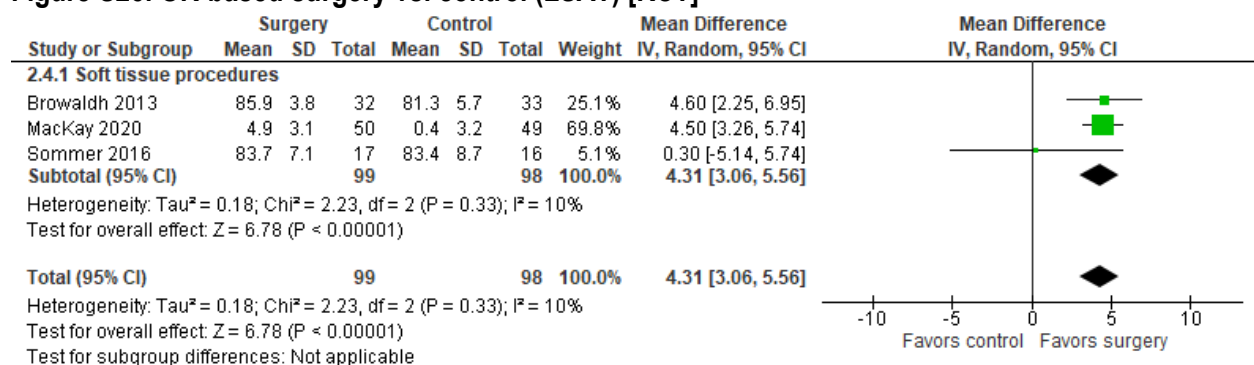 Surgery Control Mean Difference Mean Difference
Study or Subgroup Mean SD Total Mean SD Total Weight IV, Random, 95% CI IV, Random, 95% CI
2.4.1 Soft tissue procedures
Browaldh 2013 85.9 3.8 32 81.3 5.7 33 25.1% 4.60 [2.25, 6.95]
MacKay 2020 4.9 3.1 50 0.4 3.2 49 69.8% 4.50 [3.26, 5.74]
Sommer 2016 83.7 7.1 17 83.4 8.7 16 5.1% 0.30 [-5.14, 5.74]
Subtotal (95% CI) 99 98 100.0% 4.31 [3.06, 5.56]
Heterogeneity: Tau² = 0.18; Chi² = 2.23, df = 2 (P = 0.33); I² = 10%
Test for overall effect: Z = 6.78 (P < 0.00001)
Total (95% CI) 99 98 100.0% 4.31 [3.06, 5.56]
Heterogeneity: Tau² = 0.18; Chi² = 2.23, df = 2 (P = 0.33); I² = 10%
Test for overall effect: Z = 6.78 (P < 0.00001)
Test for subgroup differences: Not applicable
-10 -5 0 5 10
Favors control Favors surgery